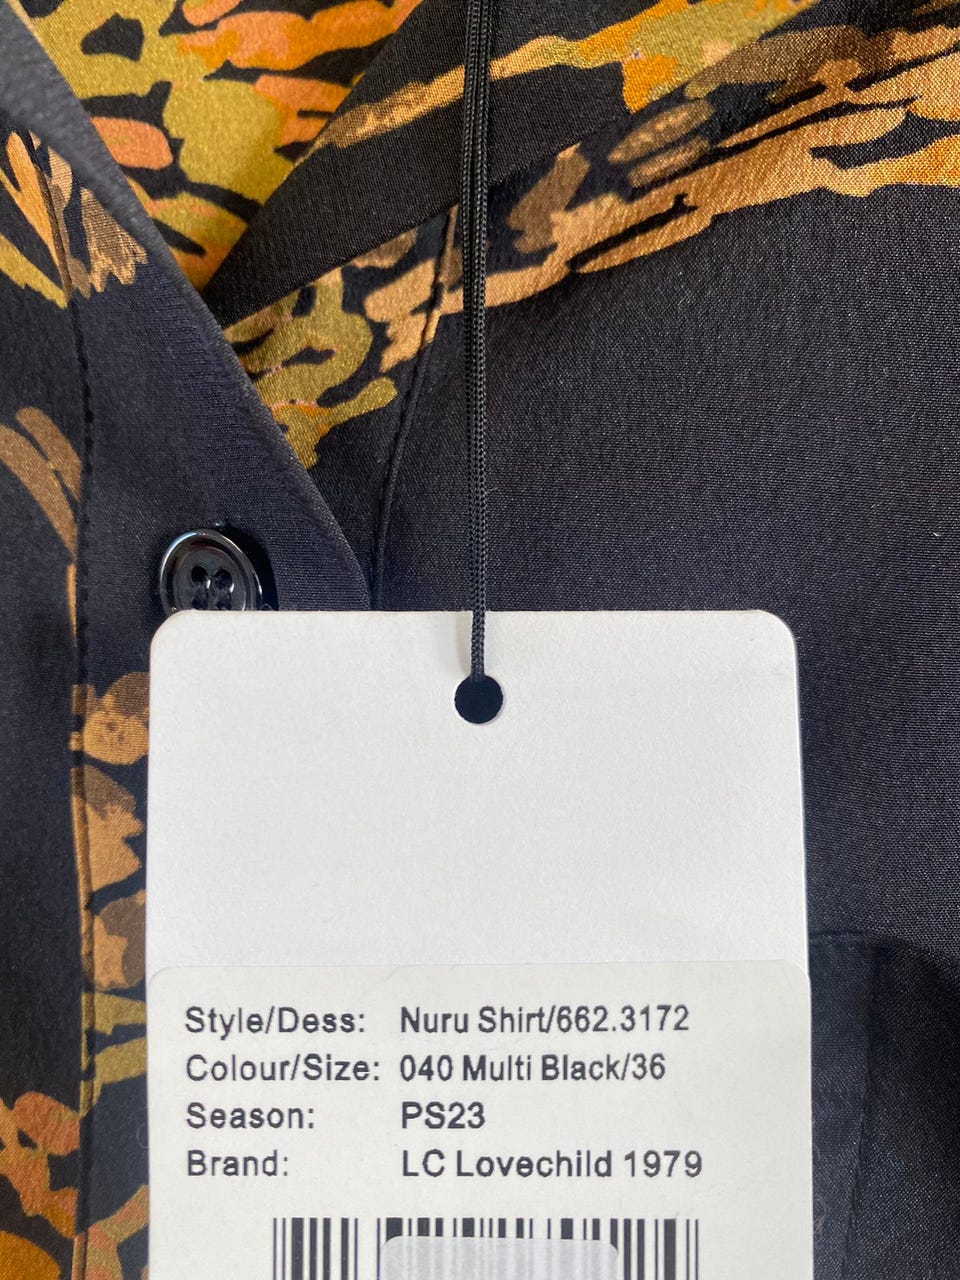 Style/Dess: Nuru Shirt/662.3172
Colour/Size: 040 Multi Black/36
Season: PS23
Brand: LC Lovechild 1979